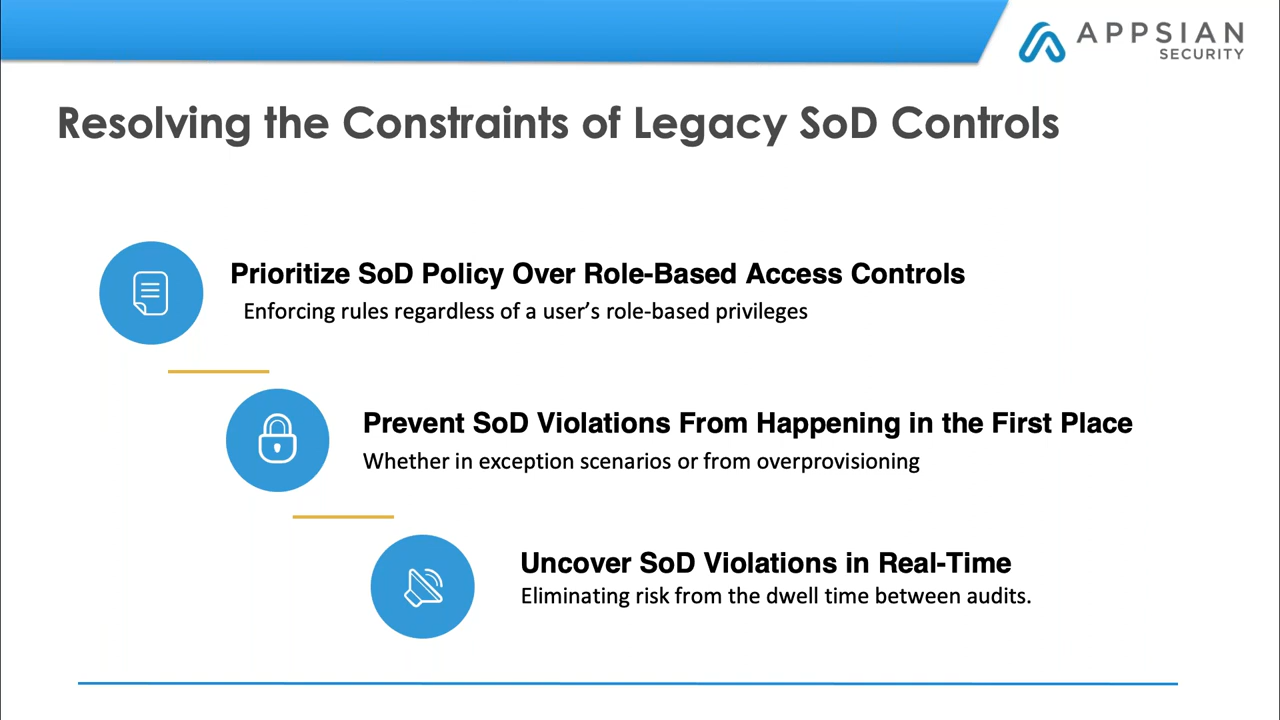 APPSIAN
SECURITY
Resolving the Constraints of Legacy SoD Controls
Prioritize SoD Policy Over Role-Based Access Controls
Enforcing rules regardless of a user’s role-based privileges
Prevent SoD Violations From Happening in the First Place
Whether in exception scenarios or from overprovisioning
Uncover SoD Violations in Real-Time
Eliminating risk from the dwell time between audits.